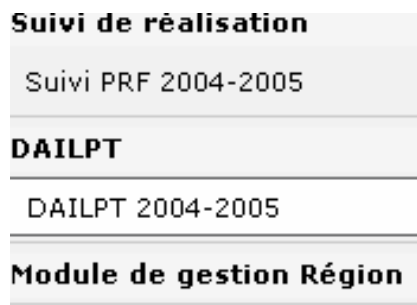 Suivi de réalisation
Suivi PRF 2004-2005
DAILPT
DAILPT 2004-2005
Module de gestion Région